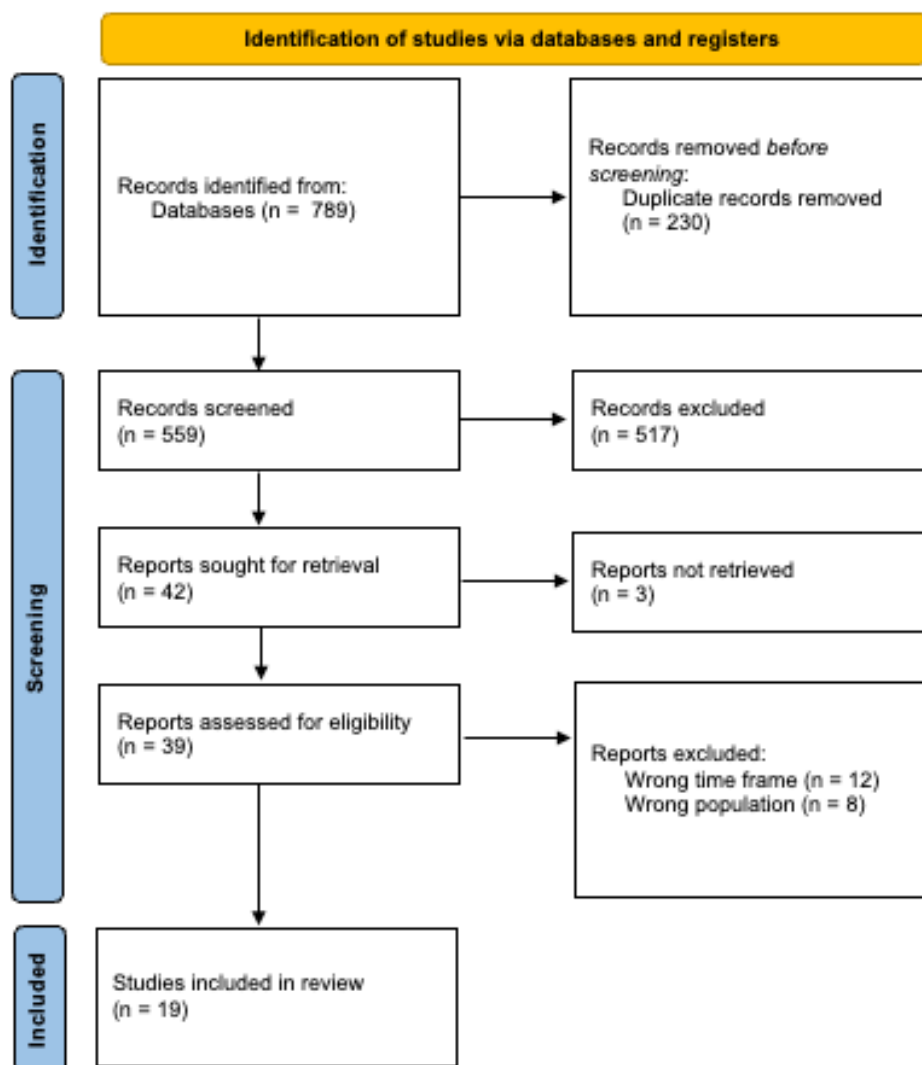 Identification of studies via databases and registers
Identification
Records identified from:
Databases (n = 789)
Records removed before
screening:
Duplicate records removed
(n = 230)
Screening
Records screened
(n = 559)
Records excluded
(n = 517)
Reports sought for retrieval
(n = 42)
Reports not retrieved
(n = 3)
Reports assessed for eligibility
(n = 39)
Reports excluded:
Wrong time frame (n = 12)
Wrong population (n = 8)
Included
Studies included in review
(n = 19)